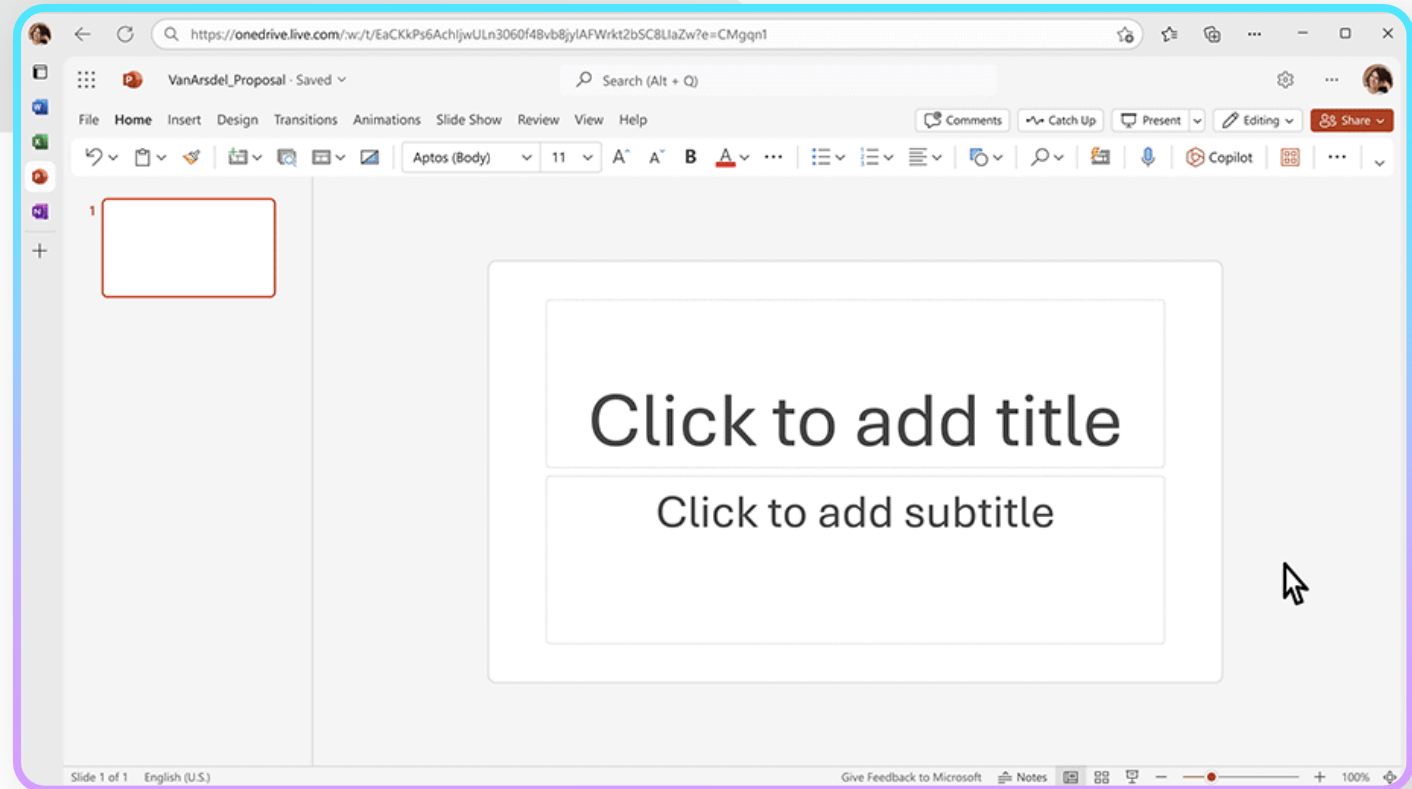 https://onedrive.live.com/:w:/t/EaCKkPs6AchIjwULn3060f4Bvb8jylAFWrkt2bSC8LIaZw?e=CMgqn1
VanArsdel_Proposal · Saved
Search (Alt + Q)
File Home Insert Design Transitions Animations Slide Show Review View Help
Comments Catch Up Present Editing Share
Aptos (Body) 11 A A B A Copilot
1
Click to add title
Click to add subtitle
Slide 1 of 1 English (U.S.) Give Feedback to Microsoft Notes 100%